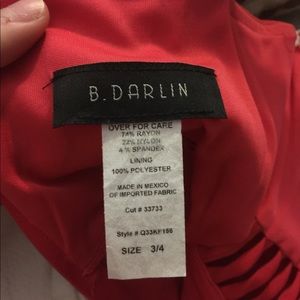 B. DARLIN
OVER FOR CARE
74% RAYON
22% NYLON
4% SPANDEX
LINING
100% POLYESTER
MADE IN MEXICO
OF IMPORTED FABRIC
Cut # 33733
Style # Q33KF186
SIZE 3/4